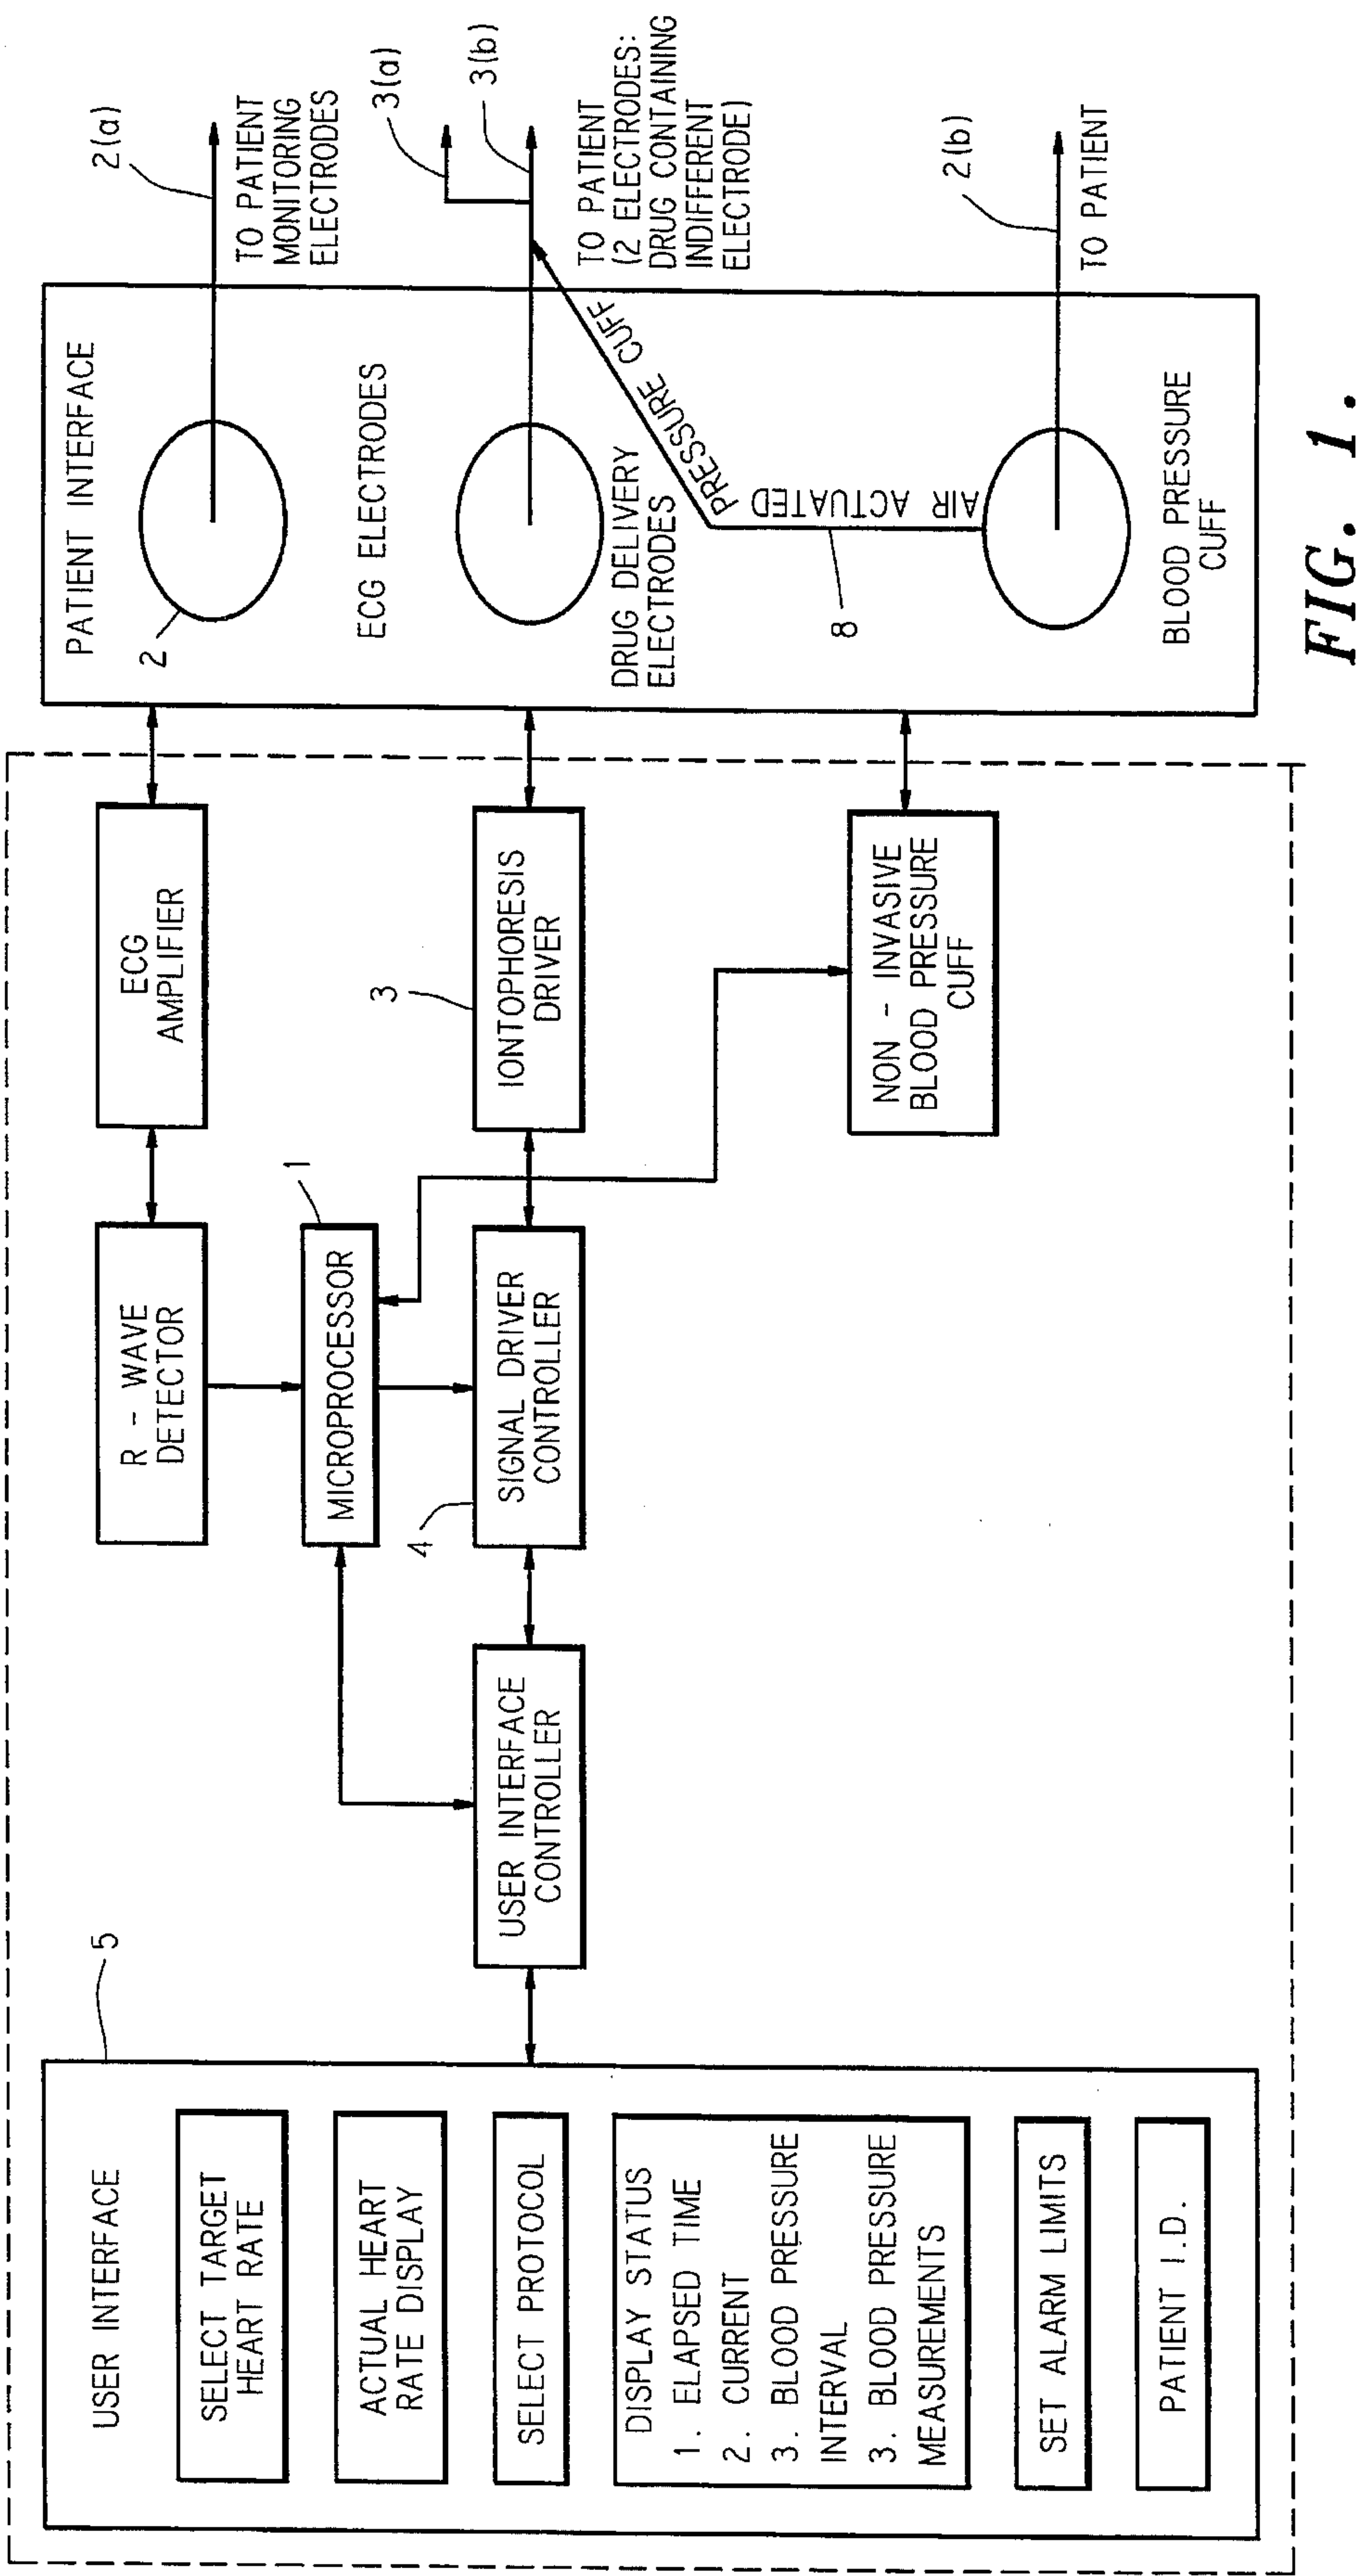 USER INTERFACE
SELECT TARGET
HEART RATE
ACTUAL HEART
RATE DISPLAY
SELECT PROTOCOL
DISPLAY STATUS
1. ELAPSED TIME
2. CURRENT
3. BLOOD PRESSURE
INTERVAL
3. BLOOD PRESSURE
MEASUREMENTS
SET ALARM LIMITS
PATIENT I.D.
5
USER INTERFACE
CONTROLLER
R - WAVE
DETECTOR
MICROPROCESSOR
1
SIGNAL DRIVER
CONTROLLER
4
ECG
AMPLIFIER
IONTOPHORESIS
DRIVER
3
NON - INVASIVE
BLOOD PRESSURE
CUFF
PATIENT INTERFACE
2
ECG ELECTRODES
DRUG DELIVERY
ELECTRODES
AIR ACTUATED
PRESSURE CUFF
8
BLOOD PRESSURE
CUFF
2(a)
TO PATIENT
MONITORING
ELECTRODES
3(a)
3(b)
TO PATIENT
(2 ELECTRODES:
DRUG CONTAINING
INDIFFERENT
ELECTRODE)
2(b)
TO PATIENT
FIG. 1.